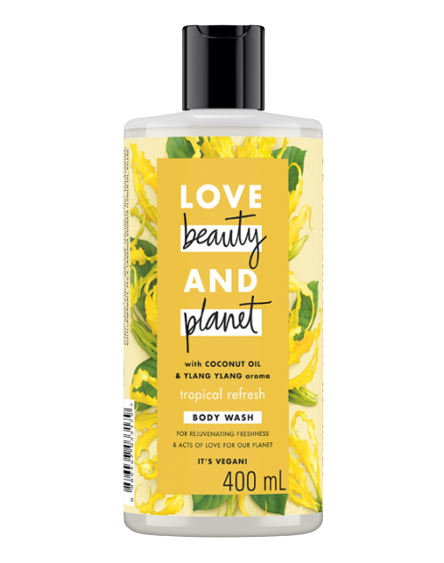 LOVE
beauty
AND
planet
with COCONUT OIL
& YLANG YLANG aroma
tropical refresh
BODY WASH
FOR REJUVENATING FRESHNESS
& ACTS OF LOVE FOR OUR PLANET
IT'S VEGAN!
400 mL